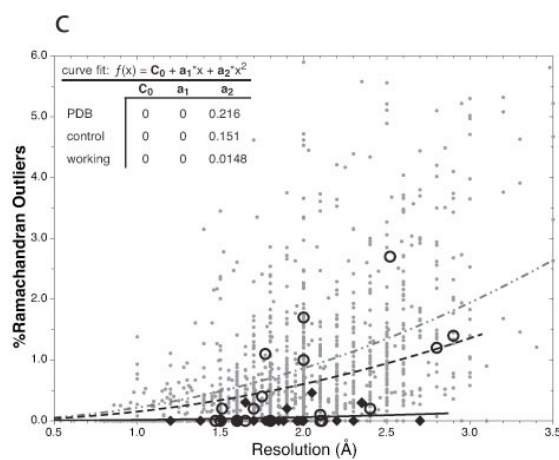 C
6.0
5.0
4.0
3.0
2.0
1.0
0.0
%Ramachandran Outliers
curve fit: f(x) = C0 + a1*x + a2*x²
C0 a1 a2
PDB 0 0 0.216
control 0 0 0.151
working 0 0 0.0148
0.5 1.0 1.5 2.0 2.5 3.0 3.5
Resolution (Å)